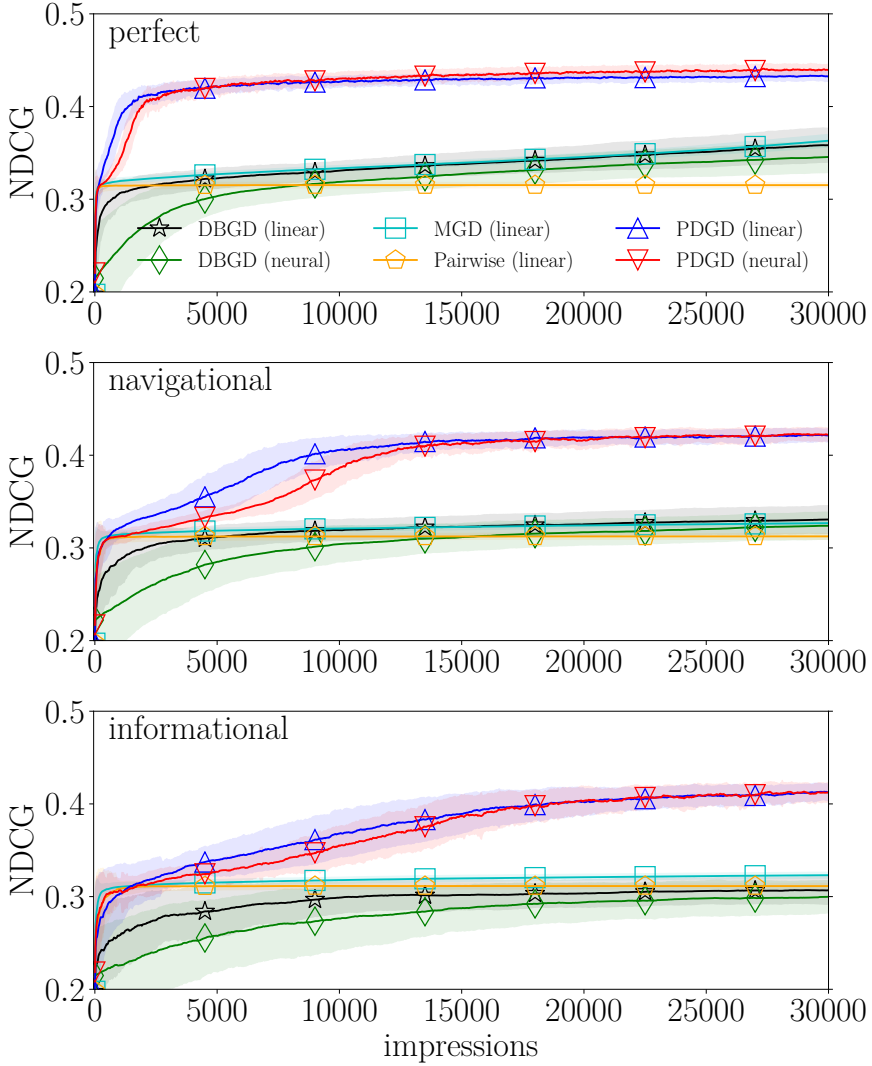 0.5
perfect
0.4
NDCG
0.3
DBGD (linear) MGD (linear) PDGD (linear)
DBGD (neural) Pairwise (linear) PDGD (neural)
0.2
0 5000 10000 15000 20000 25000 30000
0.5
navigational
0.4
NDCG
0.3
0.2
0 5000 10000 15000 20000 25000 30000
0.5
informational
0.4
NDCG
0.3
0.2
0 5000 10000 15000 20000 25000 30000
impressions